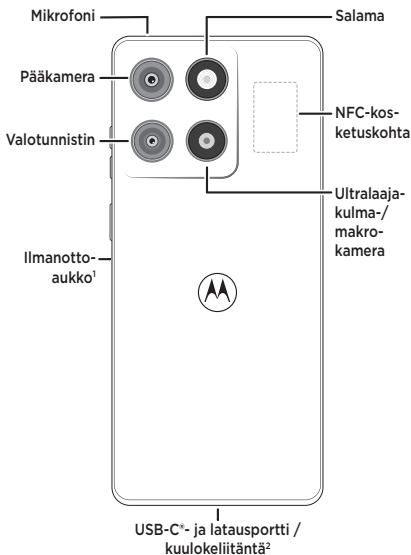 Mikrofoni
Salama
Pääkamera
NFC-kos-
ketuskohta
Valotunnistin
Ultralaaja-
kulma-/
makro-
kamera
Ilmanotto-
aukko¹
USB-C®- ja latausportti /
kuulokeliitäntä²